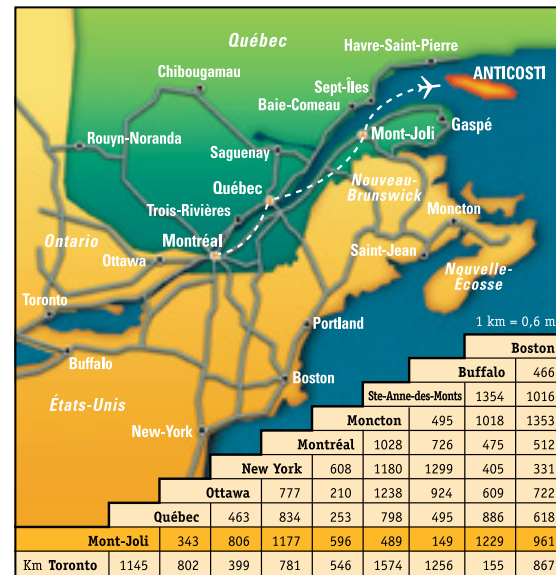 Québec
Havre-Saint-Pierre
Chibougamau
ANTICOSTI
Sept-Îles
Baie-Comeau
Gaspé
Mont-Joli
Rouyn-Noranda
Saguenay
Québec
Nouveau-
Brunswick
Trois-Rivières
Moncton
Ontario
Montréal
Saint-Jean
Ottawa
Nouvelle-
Ecosse
Toronto
1 km = 0,6 m
Portland
Buffalo
Boston
États-Unis
New-York
Boston
Buffalo 466
Ste-Anne-des-Monts 1354 1016
Moncton 495 1018 1353
Montréal 1028 726 475 512
New York 608 1180 1299 405 331
Ottawa 777 210 1238 924 609 722
Québec 463 834 253 798 495 886 618
Mont-Joli 343 806 1177 596 489 149 1229 961
Km Toronto 1145 802 399 781 546 1574 1256 155 867